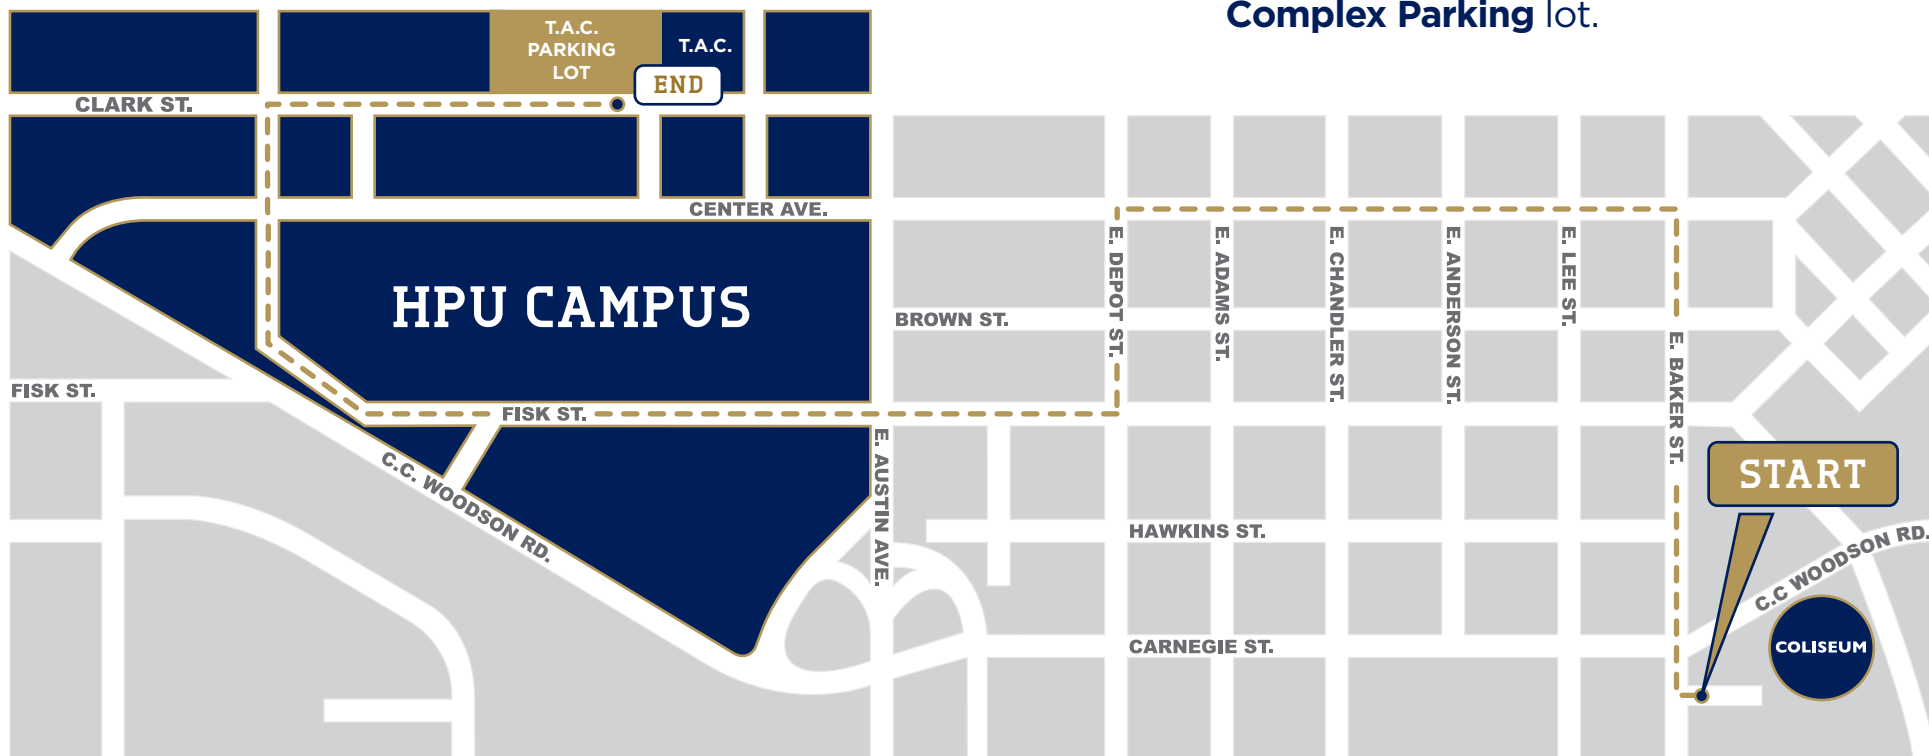 Complex Parking lot.
T.A.C.
PARKING
LOT
T.A.C.
END
CLARK ST.
CENTER AVE.
HPU CAMPUS
BROWN ST.
E. DEPOT ST.
E. ADAMS ST.
E. CHANDLER ST.
E. ANDERSON ST.
E. LEE ST.
E. BAKER ST.
FISK ST.
FISK ST.
C.C. WOODSON RD.
E. AUSTIN AVE.
START
HAWKINS ST.
C.C WOODSON RD.
CARNEGIE ST.
COLISEUM